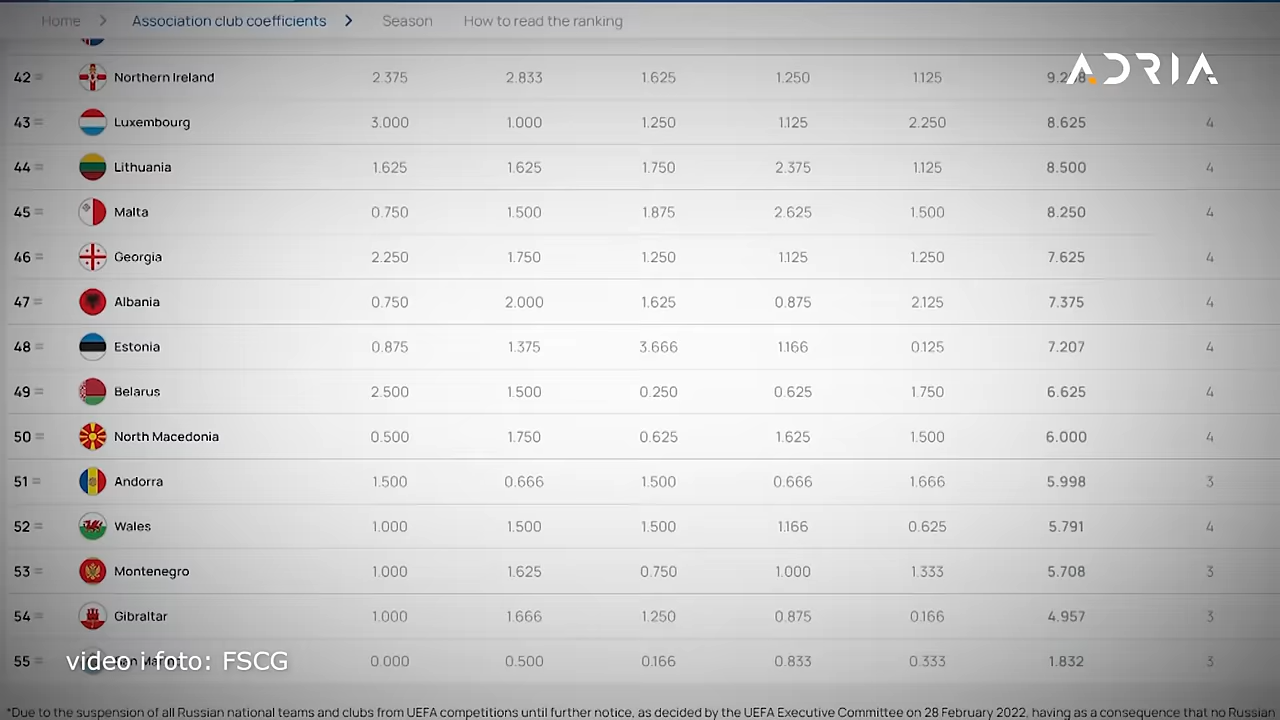 Home Association club coefficients Season How to read the ranking
ADRIA
42 = Northern Ireland 2.375 2.833 1.625 1.250 1.125
43 = Luxembourg 3.000 1.000 1.250 1.125 2.250 8.625 4
44 = Lithuania 1.625 1.625 1.750 2.375 1.125 8.500 4
45 = Malta 0.750 1.500 1.875 2.625 1.500 8.250 4
46 = Georgia 2.250 1.750 1.250 1.125 1.250 7.625 4
47 = Albania 0.750 2.000 1.625 0.875 2.125 7.375 4
48 = Estonia 0.875 1.375 3.666 1.166 0.125 7.207 4
49 = Belarus 2.500 1.500 0.250 0.625 1.750 6.625 4
50 = North Macedonia 0.500 1.750 0.625 1.625 1.500 6.000 4
51 = Andorra 1.500 0.666 1.500 0.666 1.666 5.998 3
52 = Wales 1.000 1.500 1.500 1.166 0.625 5.791 4
53 = Montenegro 1.000 1.625 0.750 1.000 1.333 5.708 3
54 = Gibraltar 1.000 1.666 1.250 0.875 0.166 4.957 3
55 = 0.000 0.500 0.166 0.833 0.333 1.832 3
video i foto: FSCG
*Due to the suspension of all Russian national teams and clubs from UEFA competitions until further notice, as decided by the UEFA Executive Committee on 28 February 2022, having as a consequence that no Russian